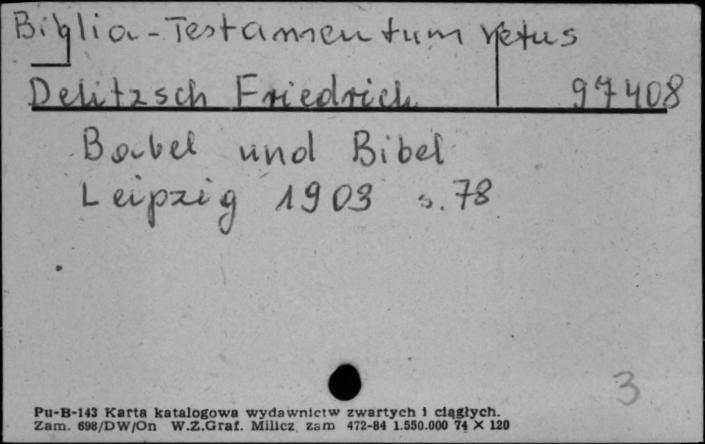 Biblia - Testamentum Vetus
Delitzsch Friedrich 97408
Babel und Bibel
Leipzig 1903 s. 78
3
Pu-B-143 Karta katalogowa wydawnictw zwartych i ciągłych.
Zam. 698/DW/On W.Z.Graf. Milicz zam 472-84 1.550.000 74 × 120